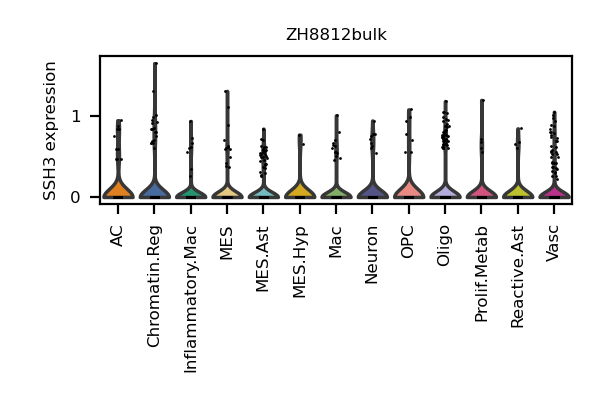 ZH8812bulk
SSH3 expression
1
0
AC
Chromatin.Reg
Inflammatory.Mac
MES
MES.Ast
MES.Hyp
Mac
Neuron
OPC
Oligo
Prolif.Metab
Reactive.Ast
Vasc